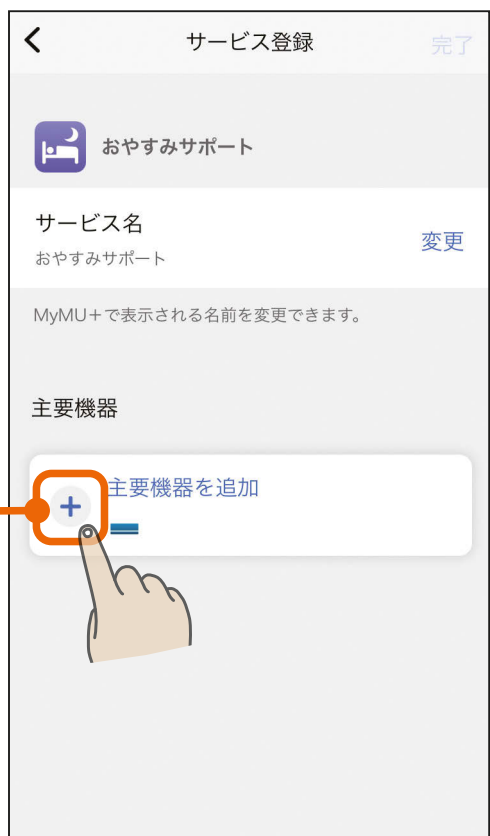 サービス登録
完了
おやすみサポート
サービス名
おやすみサポート
変更
MyMU+で表示される名前を変更できます。
主要機器
主要機器を追加